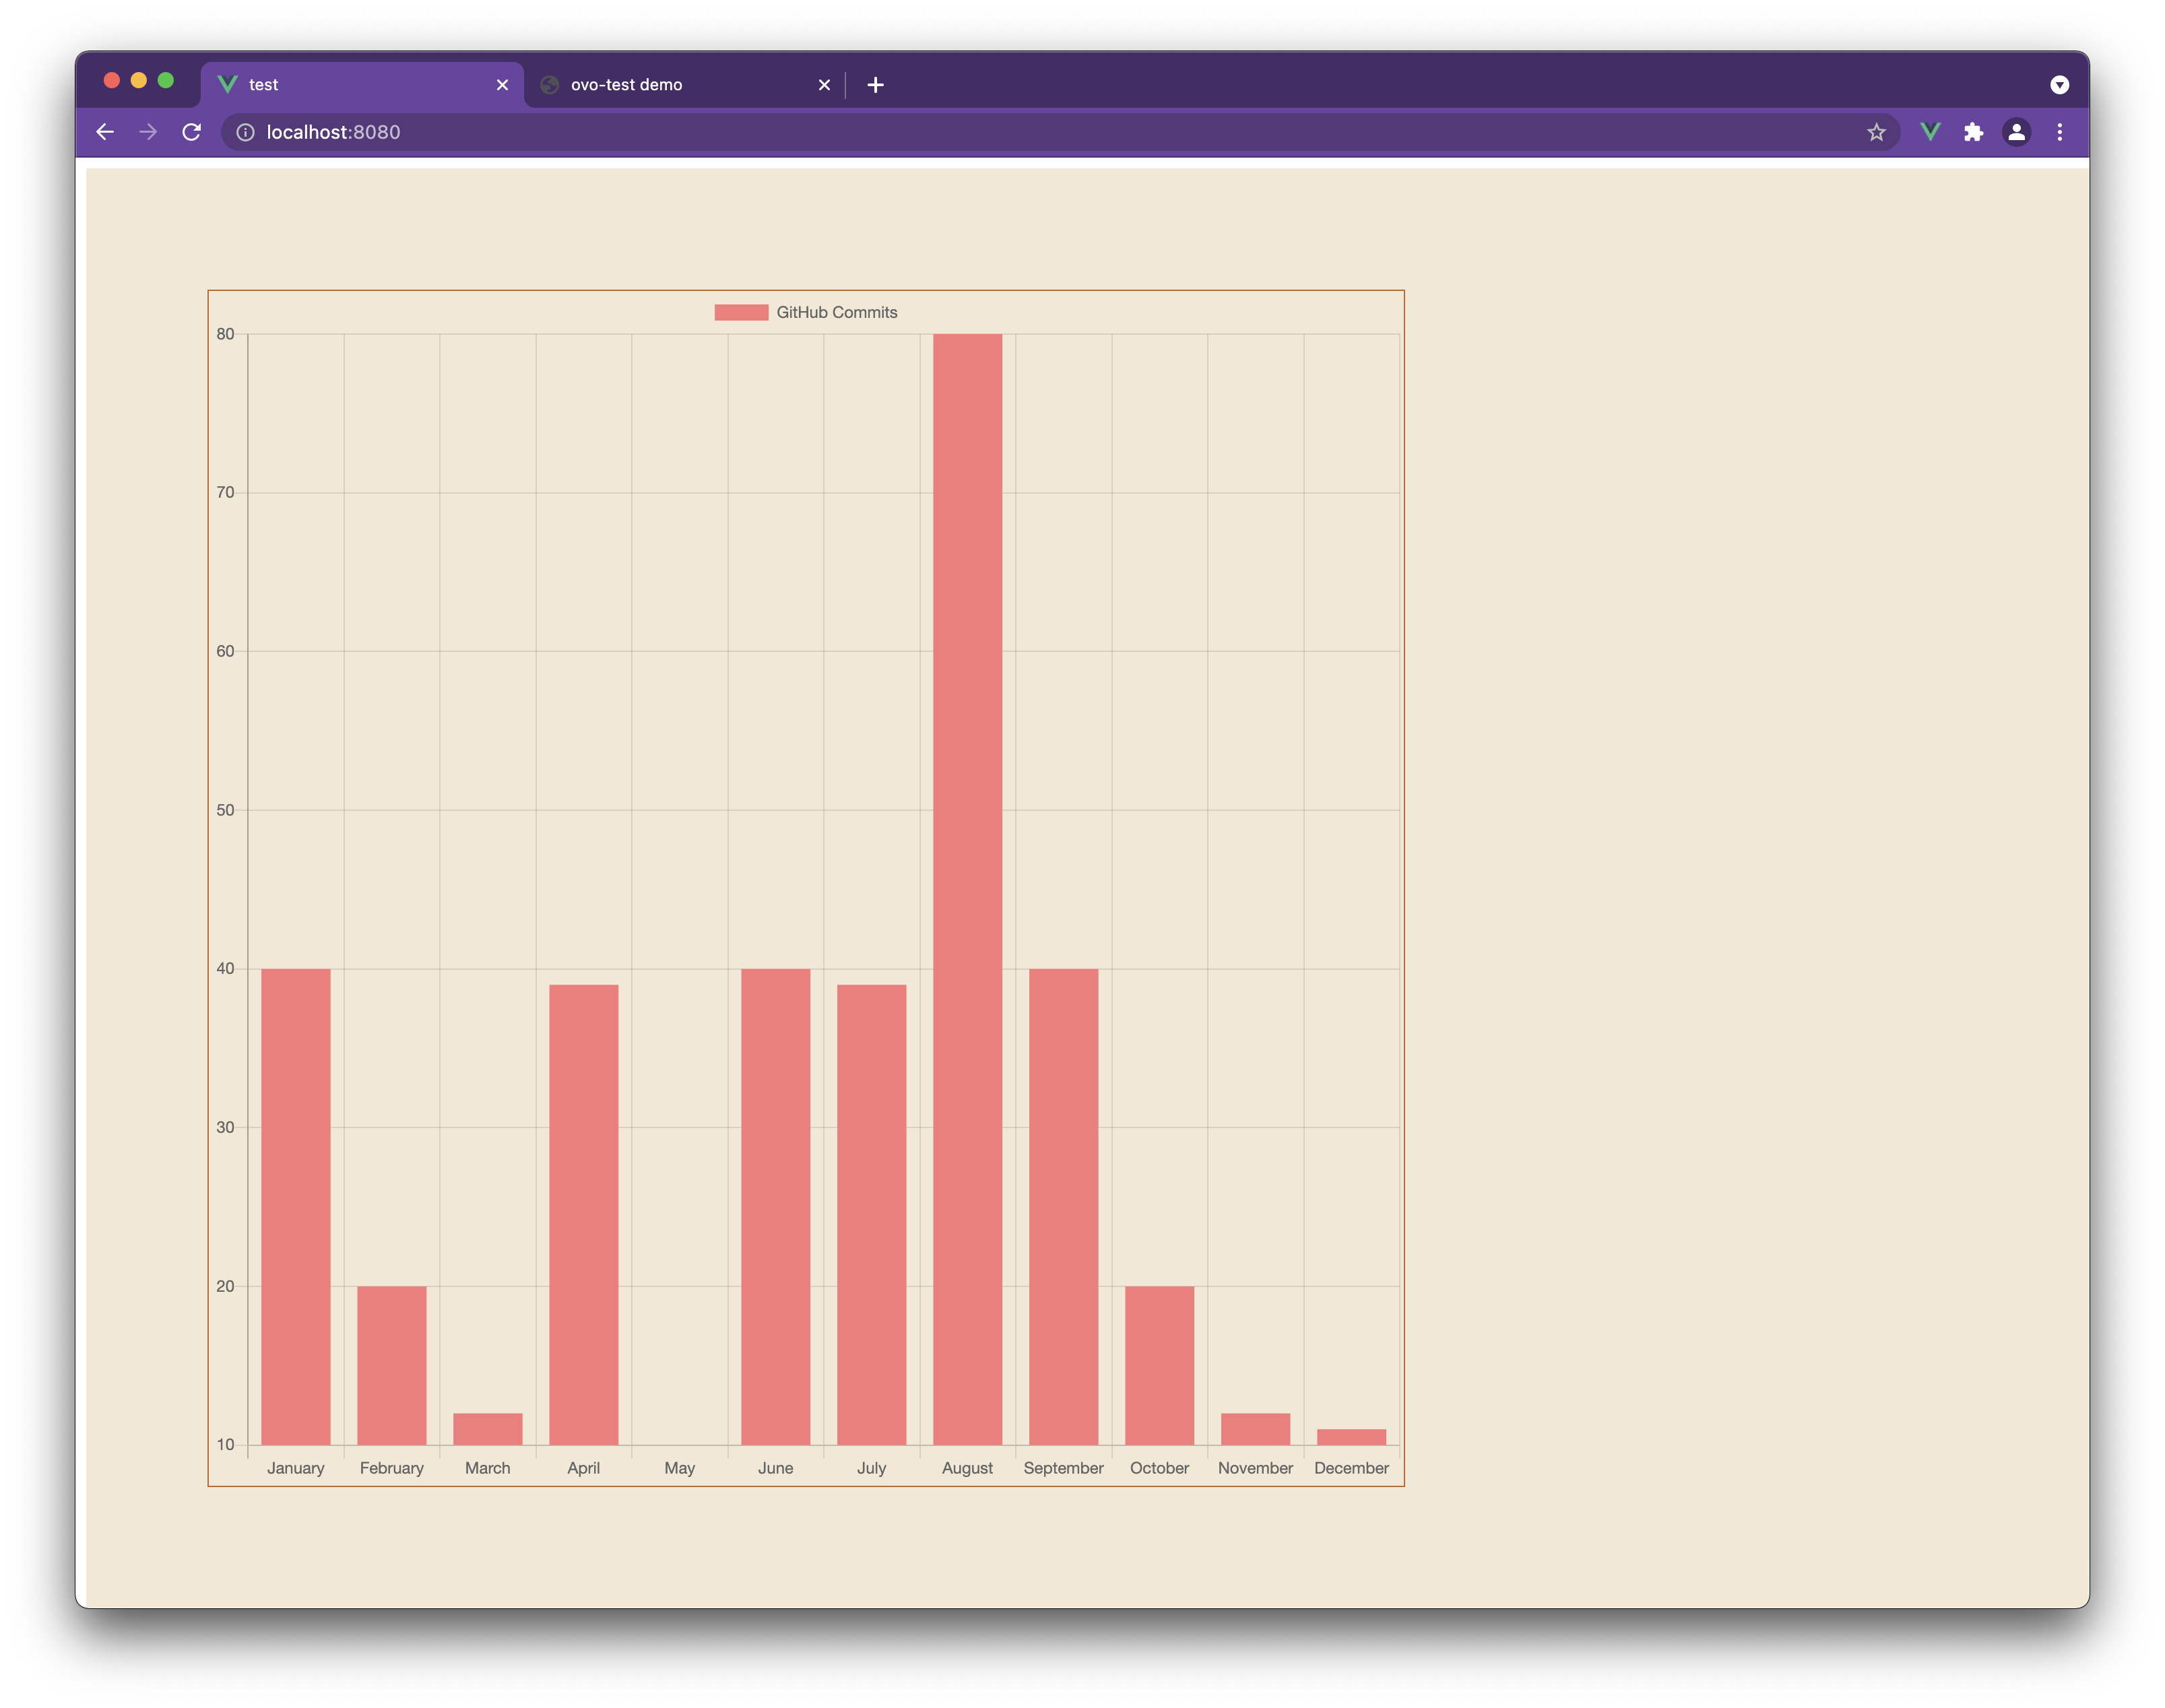 test
ovo-test demo
localhost:8080
GitHub Commits
80
70
60
50
40
30
20
10
January February March April May June July August September October November December